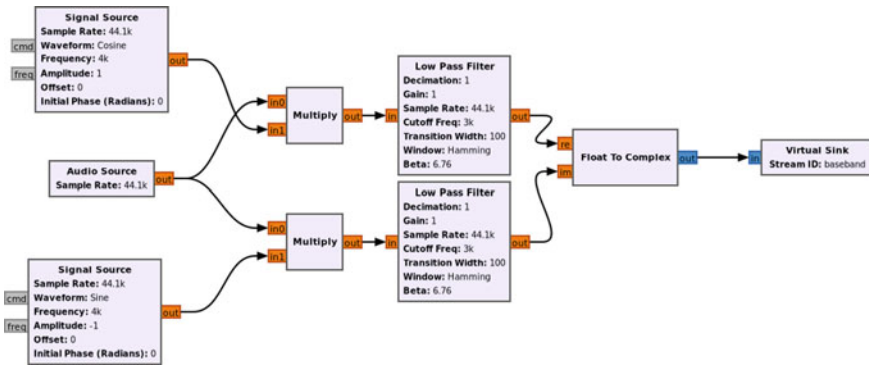 Signal Source
Sample Rate: 44.1k
Waveform: Cosine
Frequency: 4k
Amplitude: 1
Offset: 0
Initial Phase (Radians): 0
cmd
freq
out
Audio Source
Sample Rate: 44.1k
out
Signal Source
Sample Rate: 44.1k
Waveform: Sine
Frequency: 4k
Amplitude: -1
Offset: 0
Initial Phase (Radians): 0
cmd
freq
out
in0
in1
Multiply
out
in0
in1
Multiply
out
Low Pass Filter
Decimation: 1
Gain: 1
Sample Rate: 44.1k
Cutoff Freq: 3k
Transition Width: 100
Window: Hamming
Beta: 6.76
in
out
Low Pass Filter
Decimation: 1
Gain: 1
Sample Rate: 44.1k
Cutoff Freq: 3k
Transition Width: 100
Window: Hamming
Beta: 6.76
in
out
re
im
Float To Complex
out
in
Virtual Sink
Stream ID: baseband